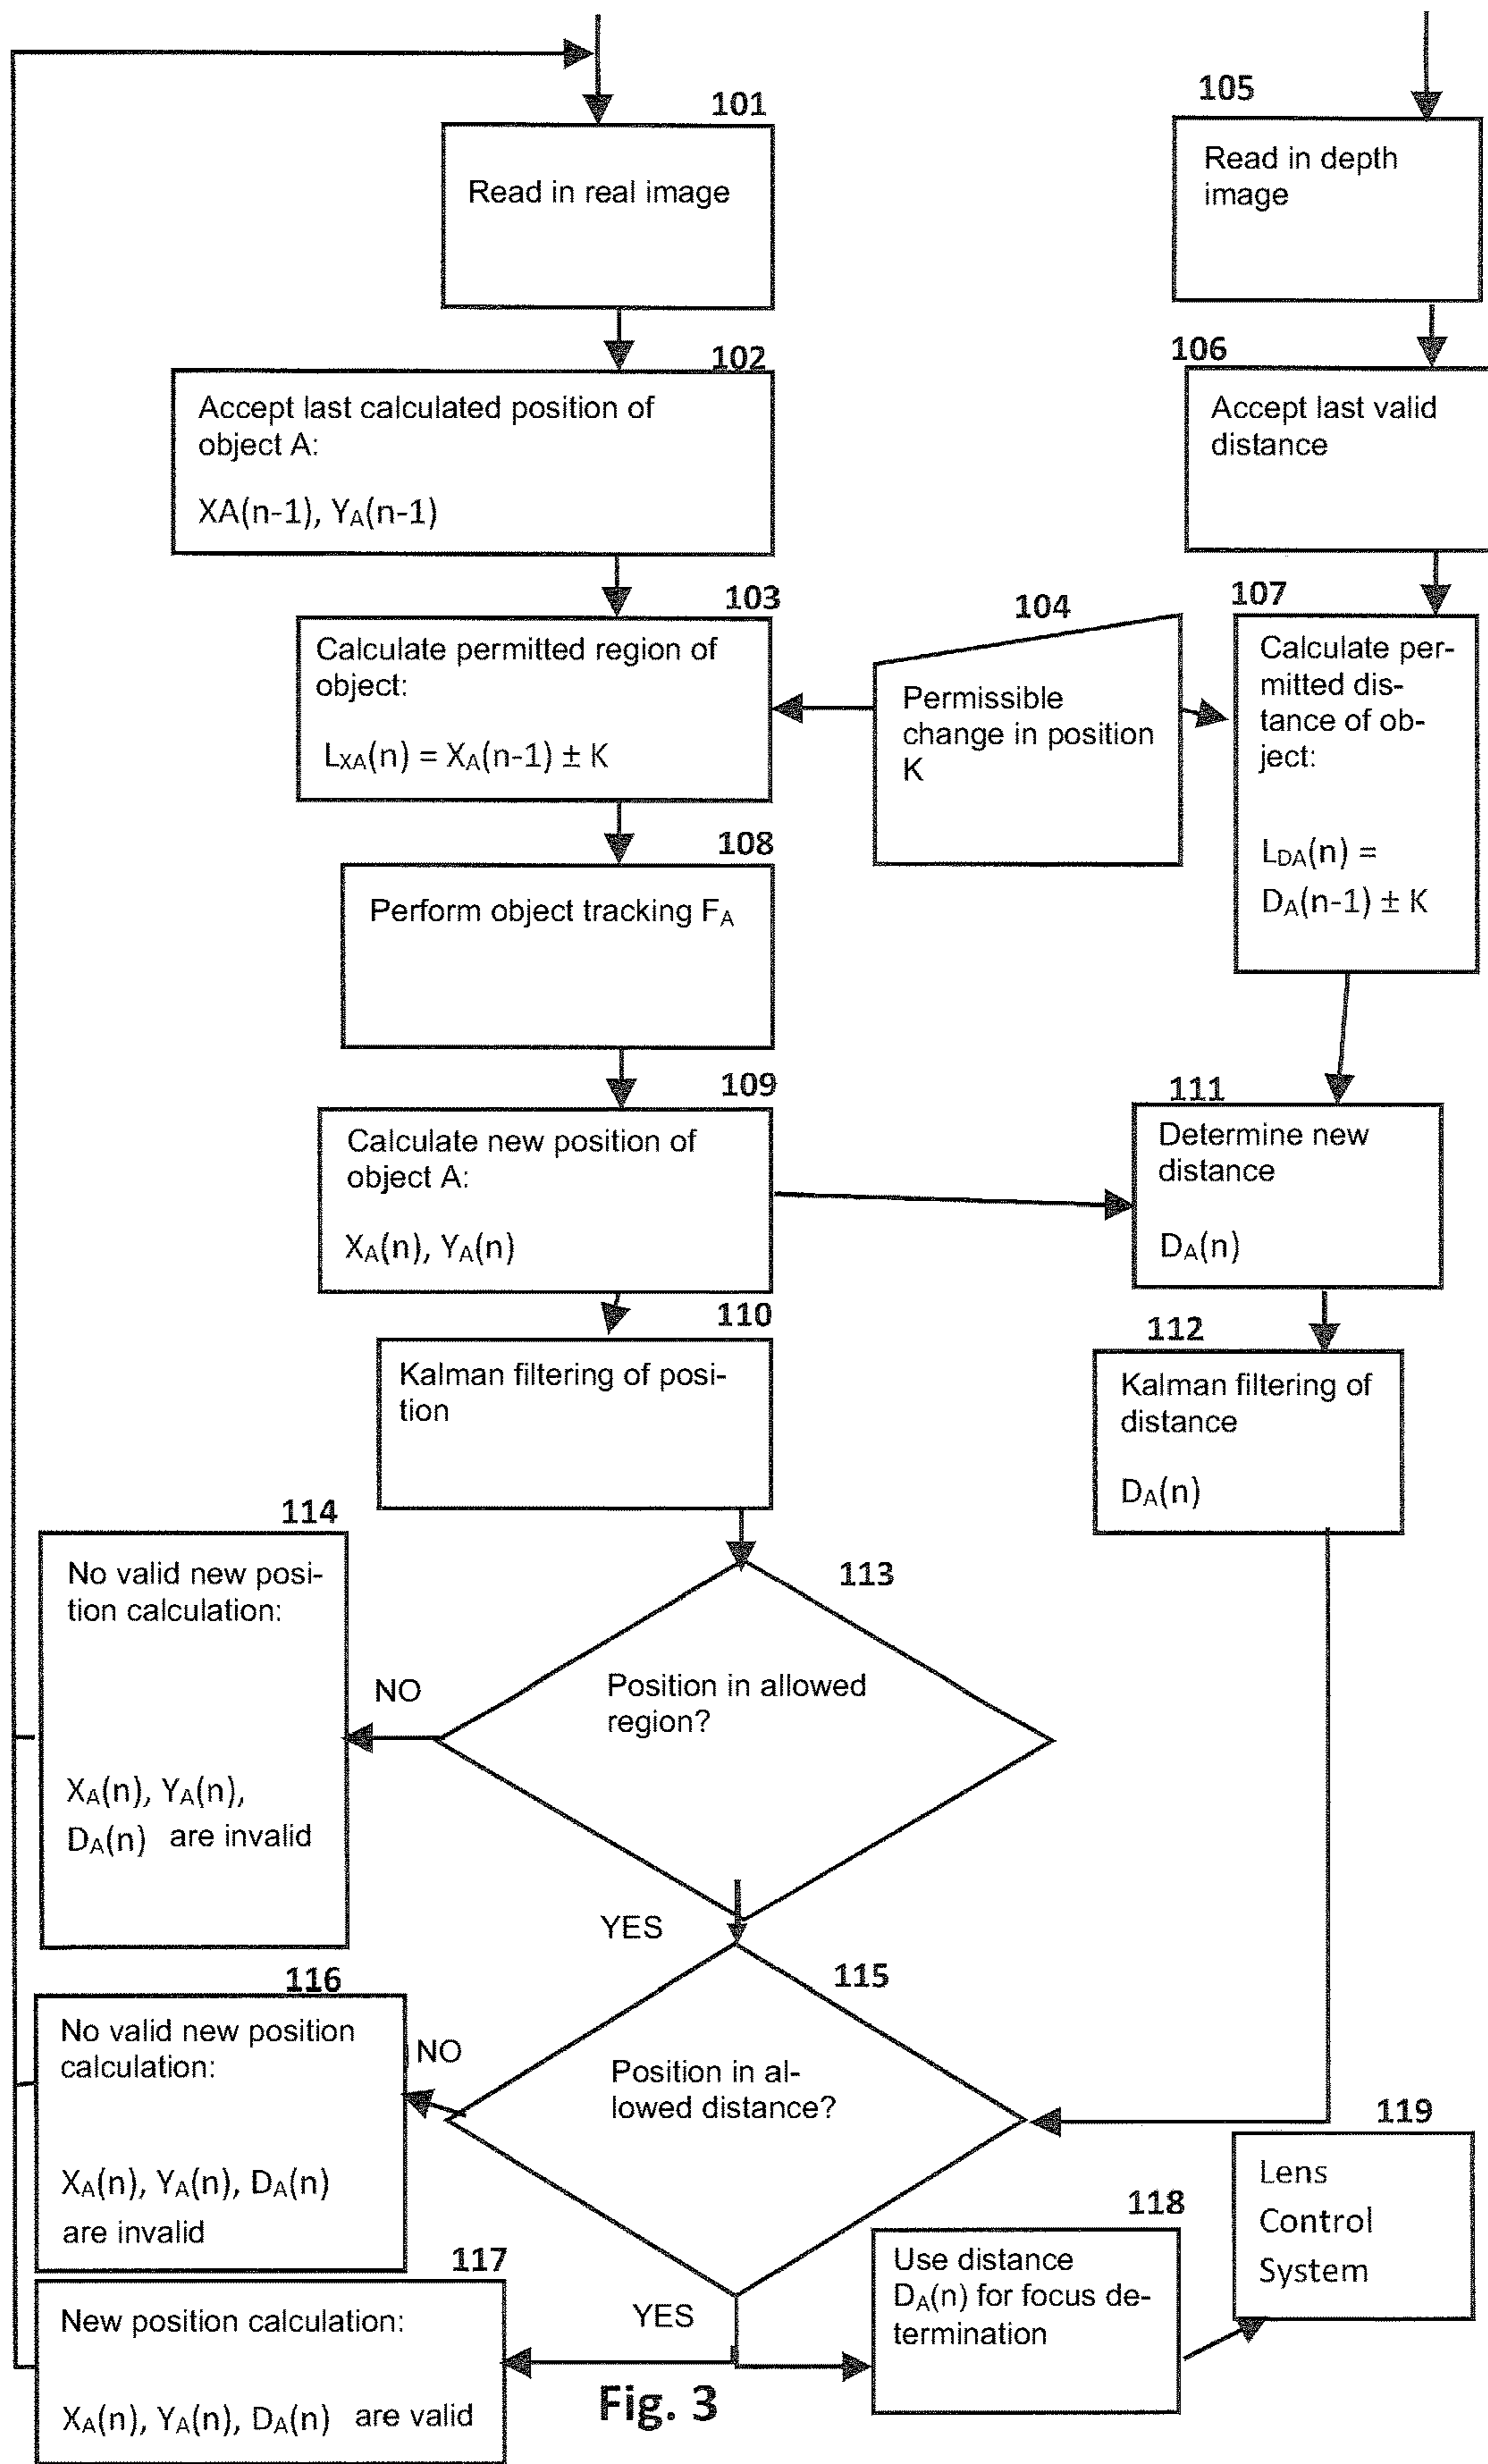 101
Read in real image
105
Read in depth
image
102
Accept last calculated position of
object A:
XA(n-1), YA(n-1)
106
Accept last valid
distance
103
Calculate permitted region of
object:
LXA(n) = XA(n-1) ± K
104
Permissible
change in position
K
107
Calculate per-
mitted dis-
tance of ob-
ject:
LDA(n) =
DA(n-1) ± K
108
Perform object tracking FA
109
Calculate new position of
object A:
XA(n), YA(n)
111
Determine new
distance
DA(n)
110
Kalman filtering of posi-
tion
112
Kalman filtering of
distance
DA(n)
114
No valid new posi-
tion calculation:
XA(n), YA(n),
DA(n) are invalid
NO
113
Position in allowed
region?
YES
116
No valid new position
calculation:
XA(n), YA(n), DA(n)
are invalid
NO
115
Position in al-
lowed distance?
YES
117
New position calculation:
XA(n), YA(n), DA(n) are valid
118
Use distance
DA(n) for focus de-
termination
119
Lens
Control
System
Fig. 3